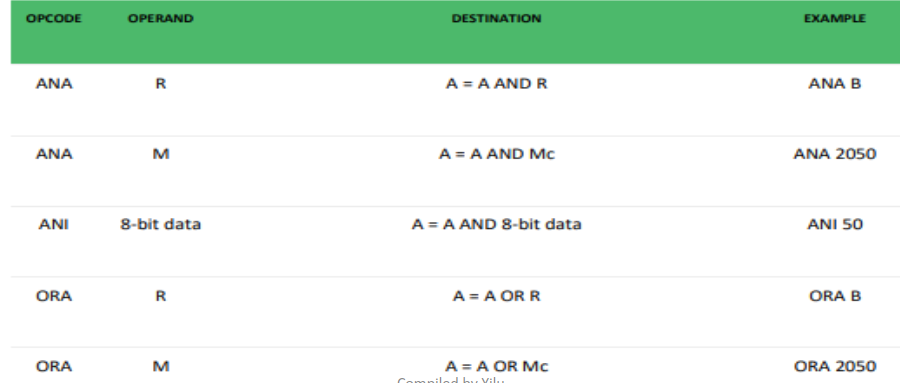 OPCODE OPERAND DESTINATION EXAMPLE
ANA R A = A AND R ANA B
ANA M A = A AND Mc ANA 2050
ANI 8-bit data A = A AND 8-bit data ANI 50
ORA R A = A OR R ORA B
ORA M A = A OR Mc ORA 2050
Compiled by Yilu